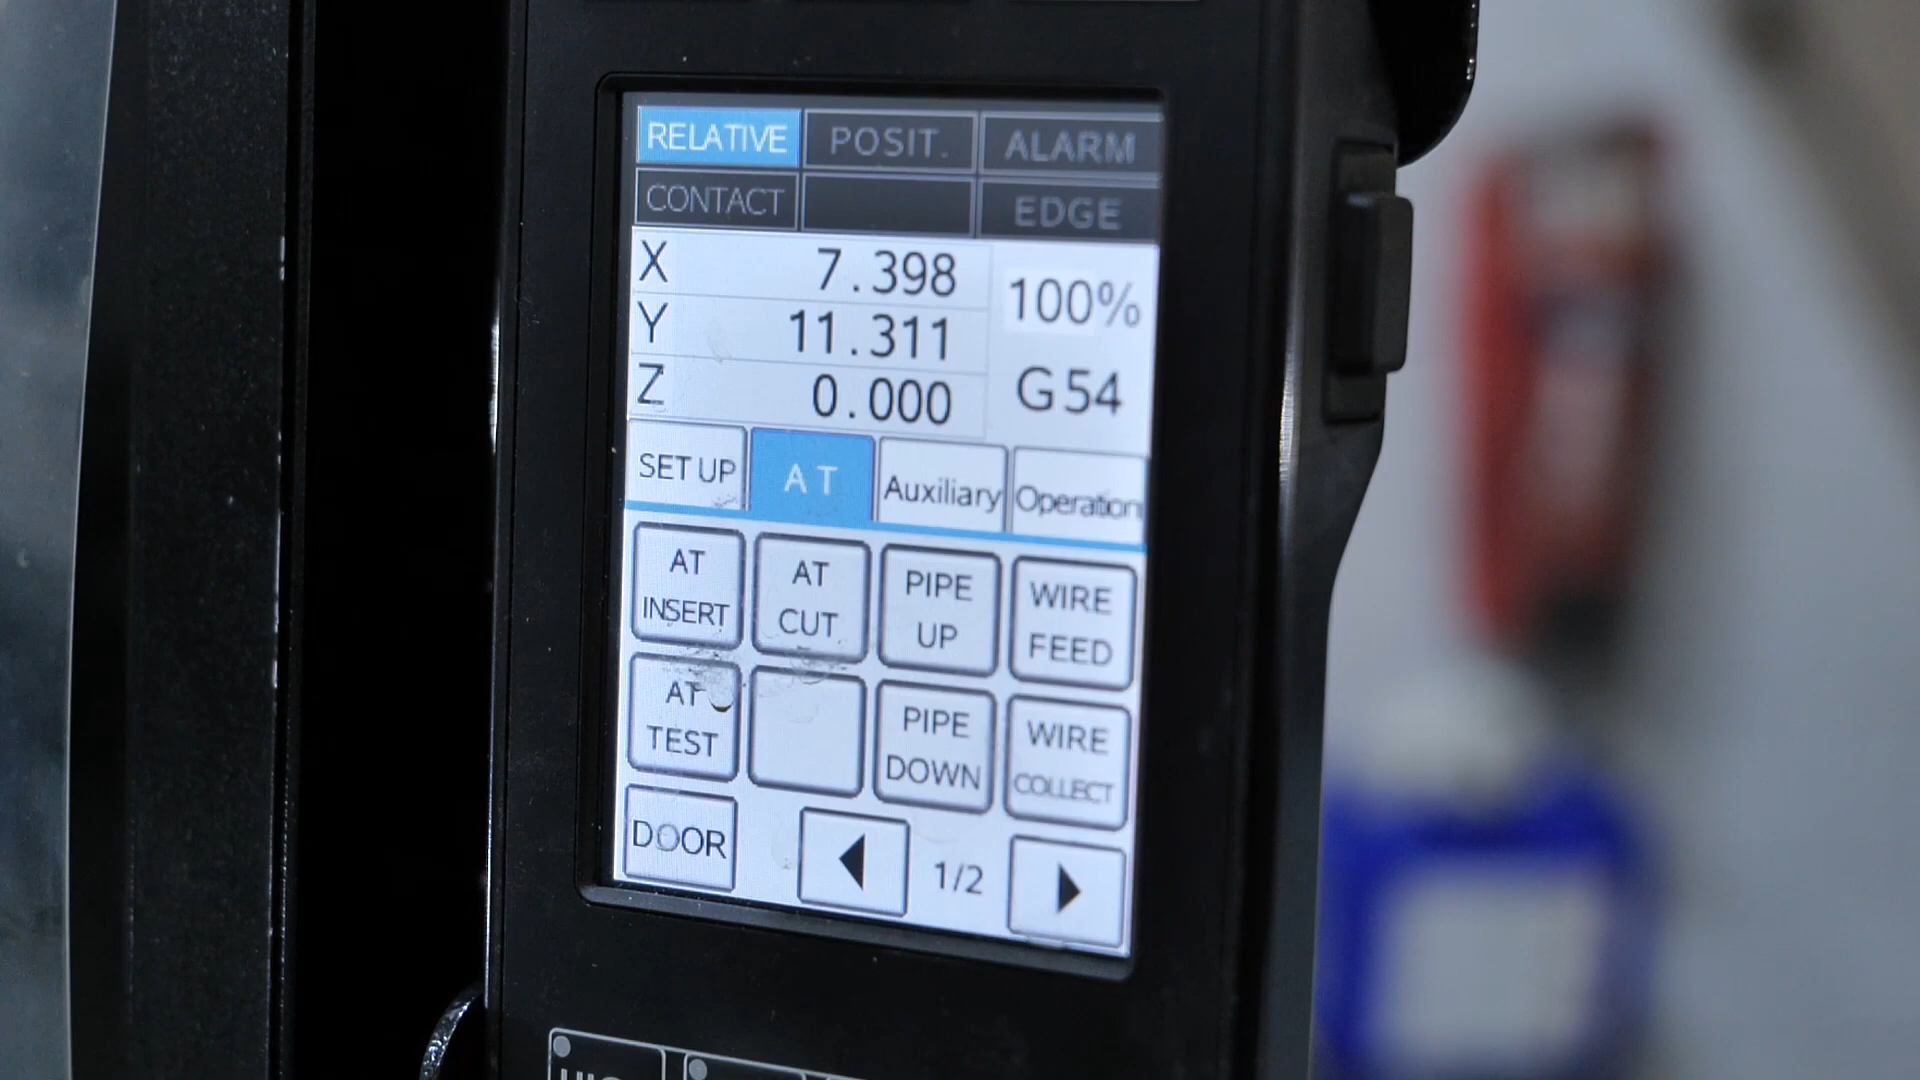 RELATIVE POSIT. ALARM
CONTACT EDGE
X 7.398
Y 11.311
Z 0.000
100%
G54
SET UP AT Auxiliary Operation
AT INSERT
AT CUT
PIPE UP
WIRE FEED
AT TEST
PIPE DOWN
WIRE COLLECT
DOOR
1/2